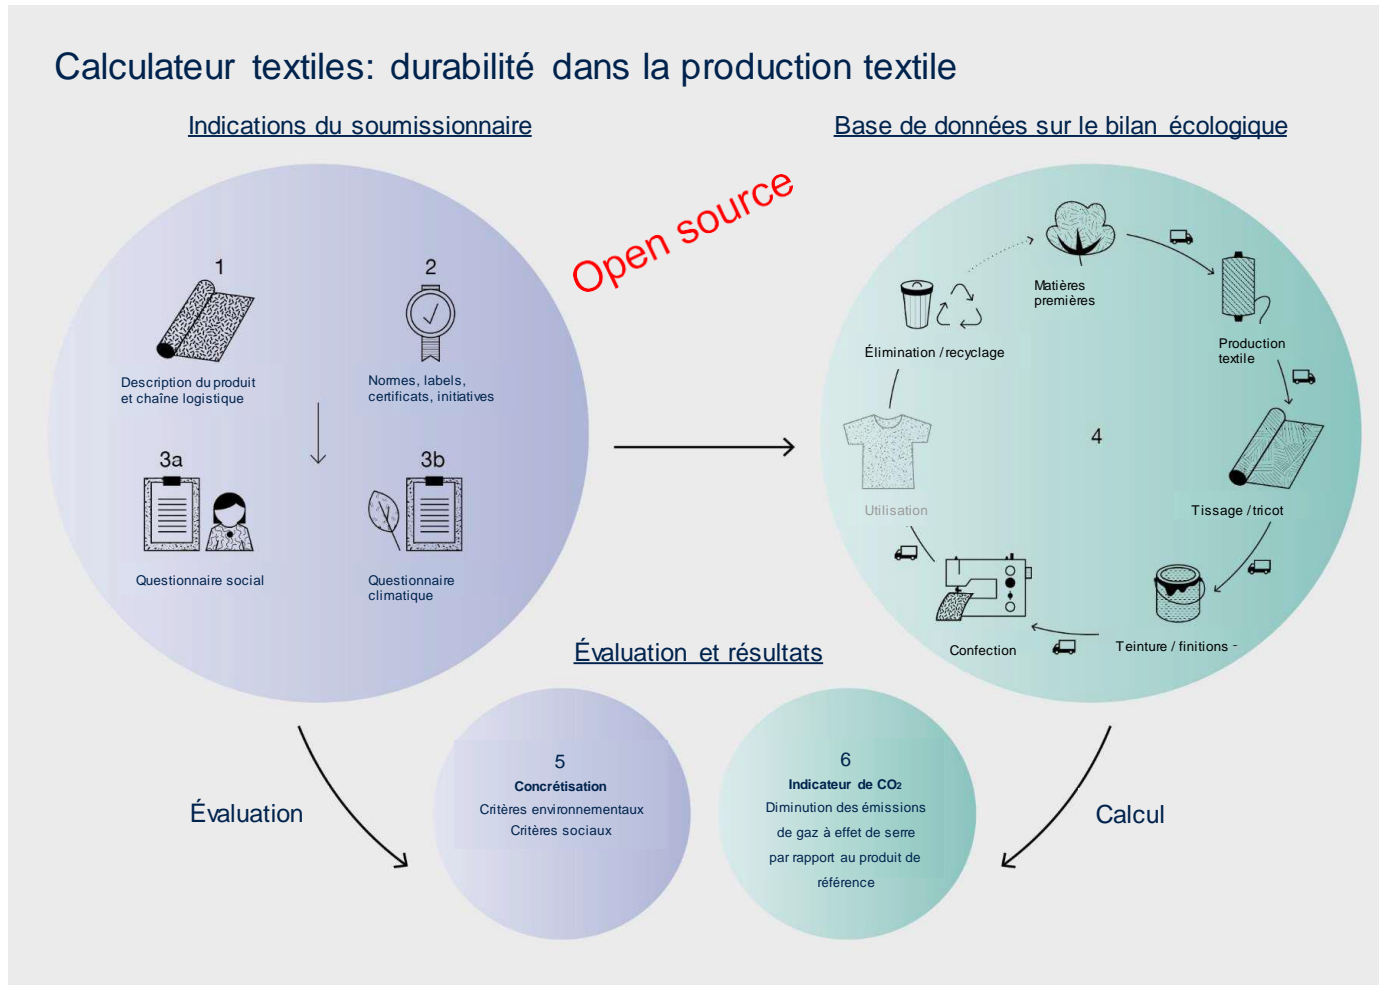 Calculateur textiles: durabilité dans la production textile
Indications du soumissionnaire
Base de données sur le bilan écologique
Open source
1
Description du produit
et chaîne logistique
2
Normes, labels,
certificats, initiatives
3a
Questionnaire social
3b
Questionnaire
climatique
Matières
premières
Production
textile
Tissage / tricot
Teinture / finitions -
Confection
Utilisation
Élimination / recyclage
4
Évaluation et résultats
Évaluation
5
Concrétisation
Critères environnementaux
Critères sociaux
6
Indicateur de CO₂
Diminution des émissions
de gaz à effet de serre
par rapport au produit de
référence
Calcul